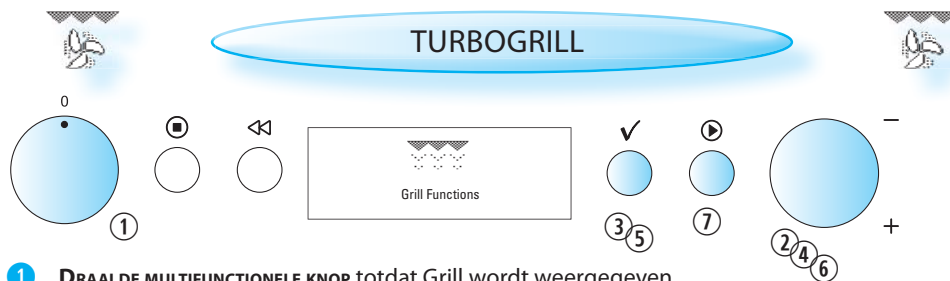 TURBOGRILL
0
Grill Functions
− 
+
① 
③ ⑤
⑦
② ④ ⑥
1 DRAAI DE MULTIFUNCTIONELE KNOP totdat Grill wordt weergegeven